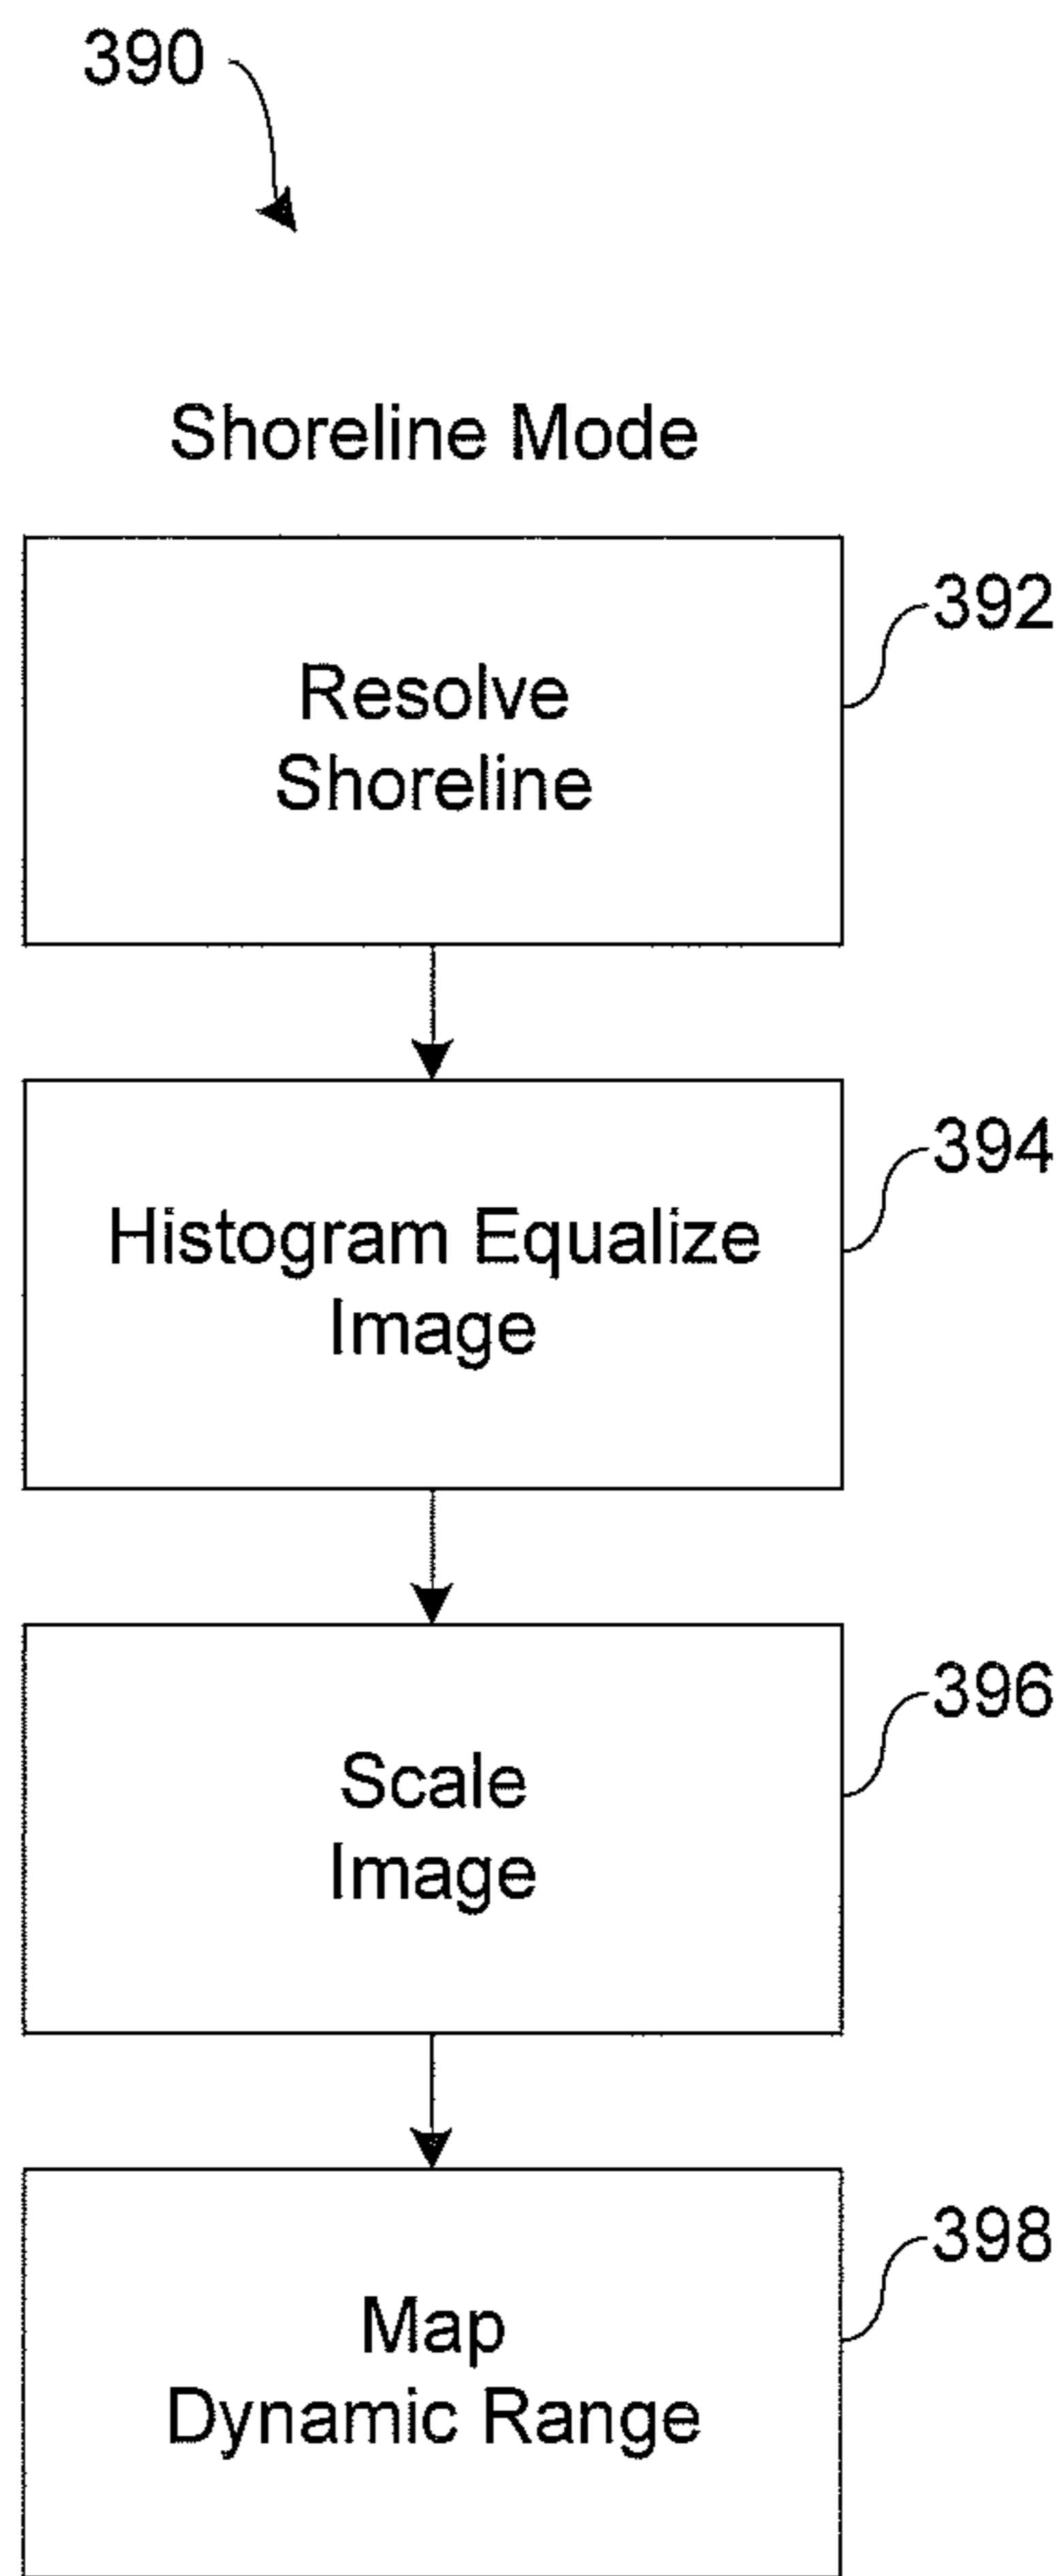 390
Shoreline Mode
Resolve
Shoreline
392
Histogram Equalize
Image
394
Scale
Image
396
Map
Dynamic Range
398